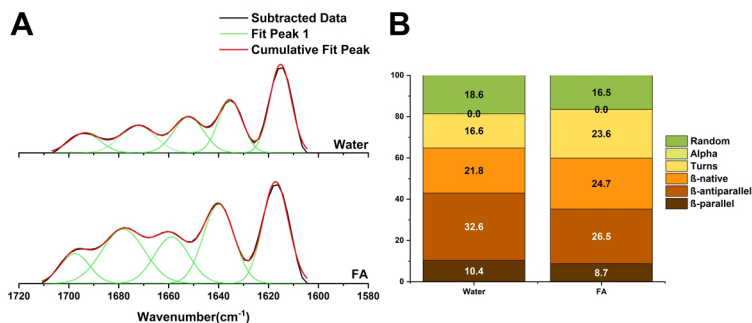 A
Subtracted Data
Fit Peak 1
Cumulative Fit Peak
Water
FA
1720 1700 1680 1660 1640 1620 1600 1580
Wavenumber(cm-1)
B
100
80
60
40
20
0
18.6
0.0
16.6
21.8
32.6
10.4
16.5
0.0
23.6
24.7
26.5
8.7
Water FA
Random
Alpha
Turns
ß-native
ß-antiparallel
ß-parallel